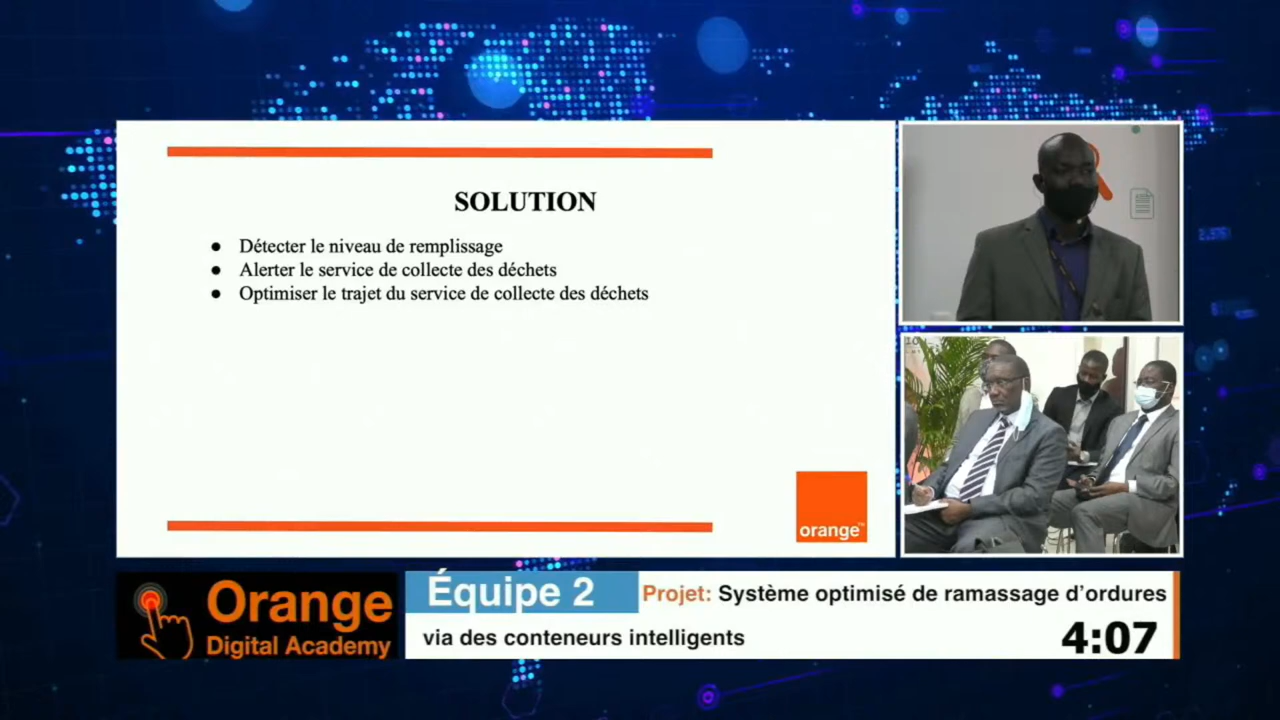 SOLUTION
● Détecter le niveau de remplissage
● Alerter le service de collecte des déchets
● Optimiser le trajet du service de collecte des déchets
orange™
Orange
Digital Academy
Équipe 2
Projet: Système optimisé de ramassage d'ordures
via des conteneurs intelligents
4:07